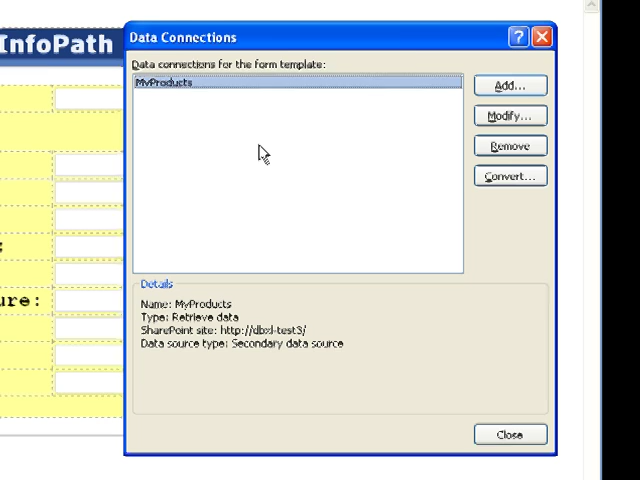 InfoPath
Data Connections
Data connections for the form template:
MyProducts
Add...
Modify...
Remove
Convert...
:
ure:
Details
Name: MyProducts
Type: Retrieve data
SharePoint site: http://dbxl-test3/
Data source type: Secondary data source
Close